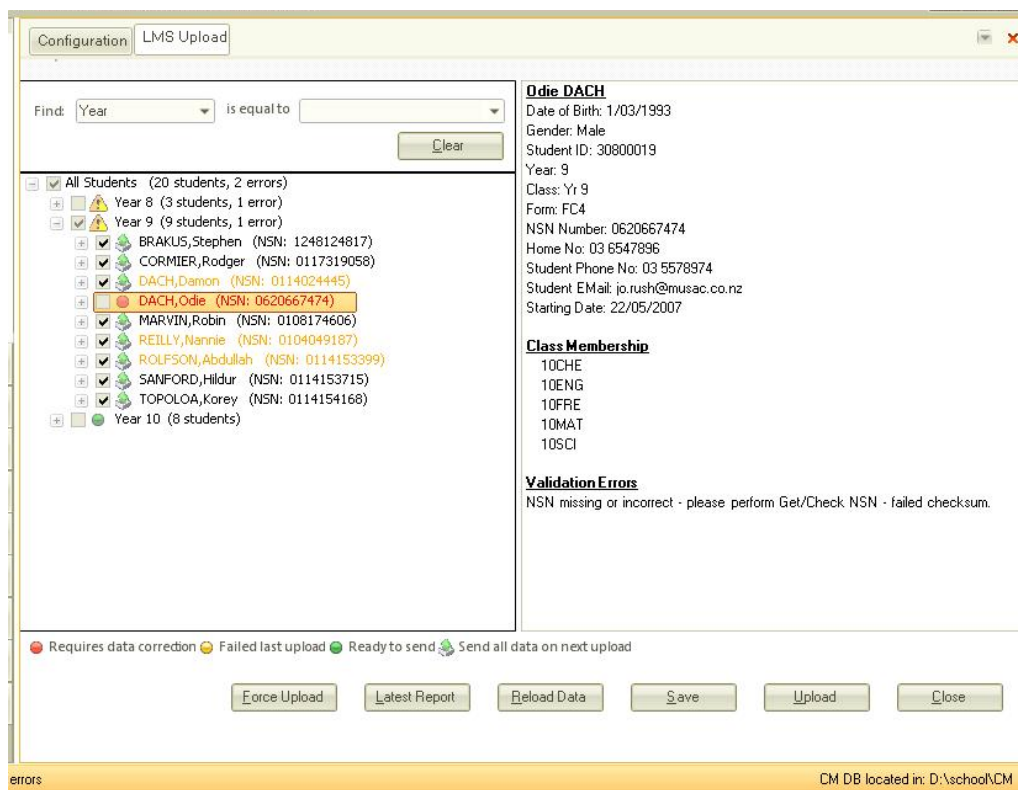 Configuration
LMS Upload
Find: Year is equal to
Clear
All Students (20 students, 2 errors)
Year 8 (3 students, 1 error)
Year 9 (9 students, 1 error)
BRAKUS,Stephen (NSN: 1248124817)
CORMIER,Rodger (NSN: 0117319058)
DACH,Damon (NSN: 0114024445)
DACH,Odie (NSN: 0620667474)
MARVIN,Robin (NSN: 0108174606)
REILLY,Nannie (NSN: 0104049187)
ROLFSON,Abdullah (NSN: 0114153399)
SANFORD,Hildur (NSN: 0114153715)
TOPOLOA,Korey (NSN: 0114154168)
Year 10 (8 students)
Odie DACH
Date of Birth: 1/03/1993
Gender: Male
Student ID: 30800019
Year: 9
Class: Yr 9
Form: FC4
NSN Number: 0620667474
Home No: 03 6547896
Student Phone No: 03 5578974
Student EMail: jo.rush@musac.co.nz
Starting Date: 22/05/2007
Class Membership
10CHE
10ENG
10FRE
10MAT
10SCI
Validation Errors
NSN missing or incorrect - please perform Get/Check NSN - failed checksum.
Requires data correction Failed last upload Ready to send Send all data on next upload
Force Upload Latest Report Reload Data Save Upload Close
errors CM DB located in: D:\school\CM